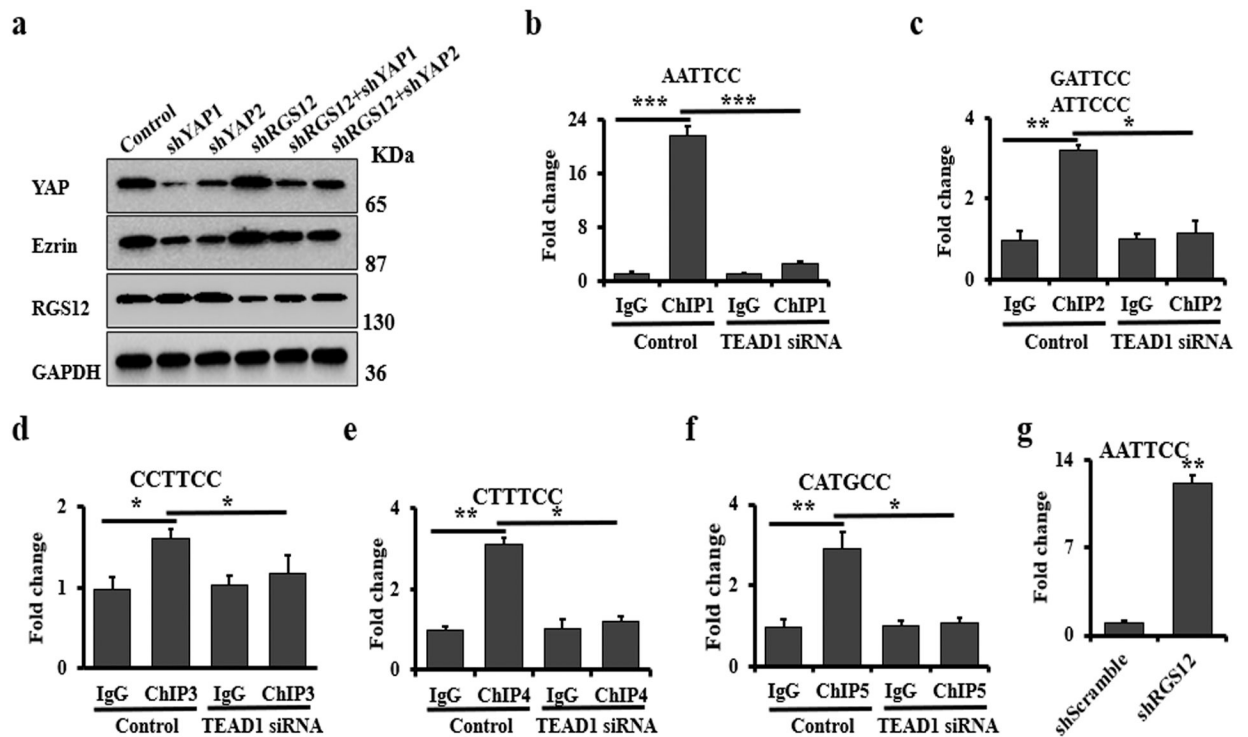 a
Control
shYAP1
shYAP2
shRGS12
shRGS12+shYAP1
shRGS12+shYAP2
KDa
YAP
65
Ezrin
87
RGS12
130
GAPDH
36
b
AATTCC
*** ***
24
16
8
0
Fold change
IgG ChIP1 IgG ChIP1
Control TEAD1 siRNA
c
GATTCC
ATTCCC
** *
4
2
0
Fold change
IgG ChIP2 IgG ChIP2
Control TEAD1 siRNA
d
CCTTCC
* *
2
1
0
Fold change
IgG ChIP3 IgG ChIP3
Control TEAD1 siRNA
e
CTTTCC
** *
4
2
0
Fold change
IgG ChIP4 IgG ChIP4
Control TEAD1 siRNA
f
CATGCC
** *
4
2
0
Fold change
IgG ChIP5 IgG ChIP5
Control TEAD1 siRNA
g
AATTCC
**
14
7
0
Fold change
shScramble
shRGS12